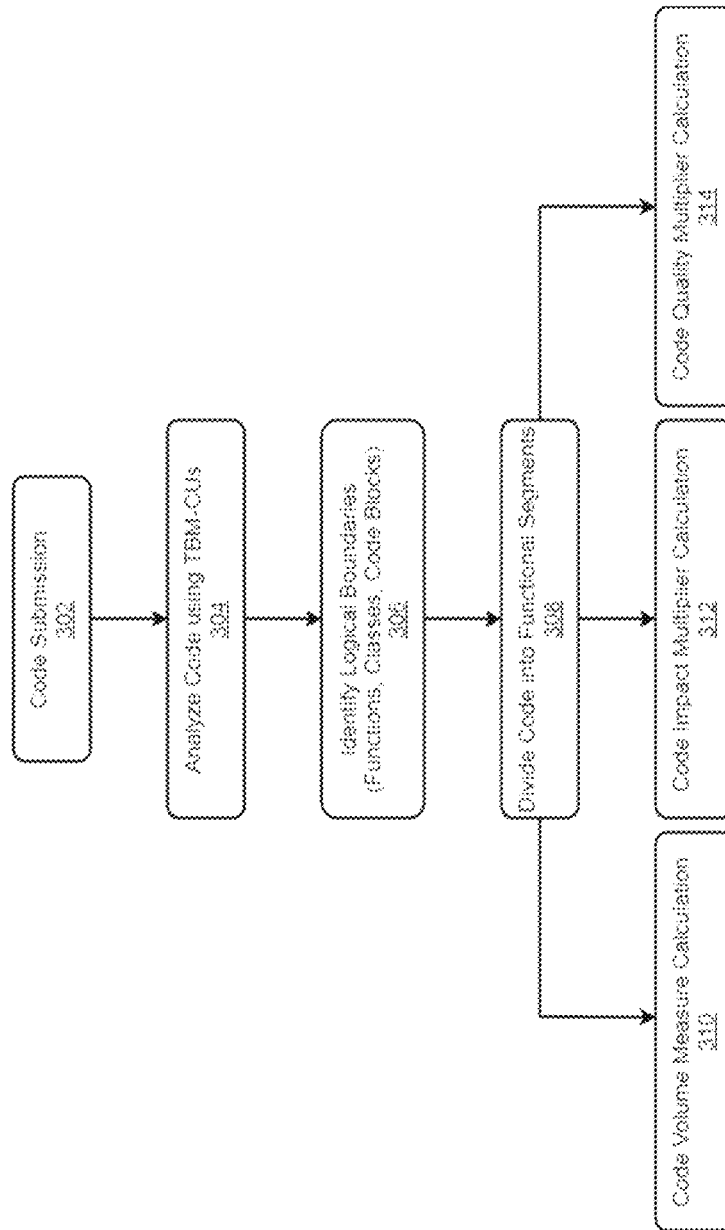 Code Submission
302
Analyze Code using TBM-CUs
304
Identify Logical Boundaries
(Functions, Classes, Code Blocks)
306
Divide Code into Functional Segments
308
Code Volume Measure Calculation
310
Code Impact Multiplier Calculation
312
Code Quality Multiplier Calculation
314